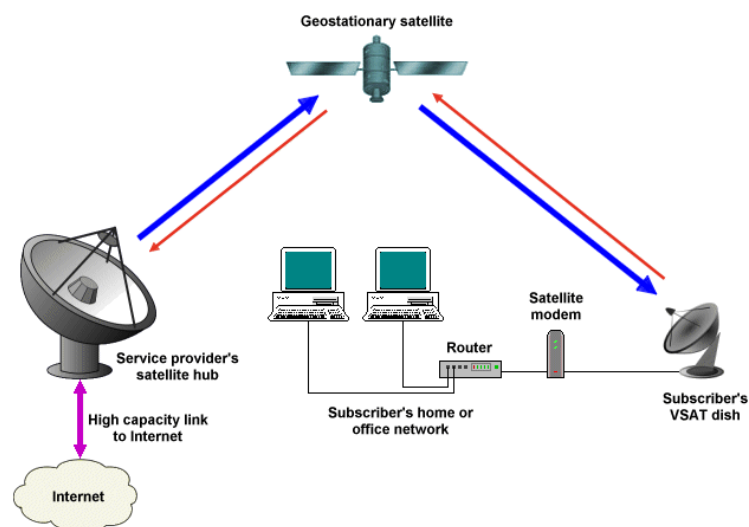 Geostationary satellite
Service provider's
satellite hub
High capacity link
to Internet
Internet
Subscriber's home or
office network
Router
Satellite
modem
Subscriber's
VSAT dish